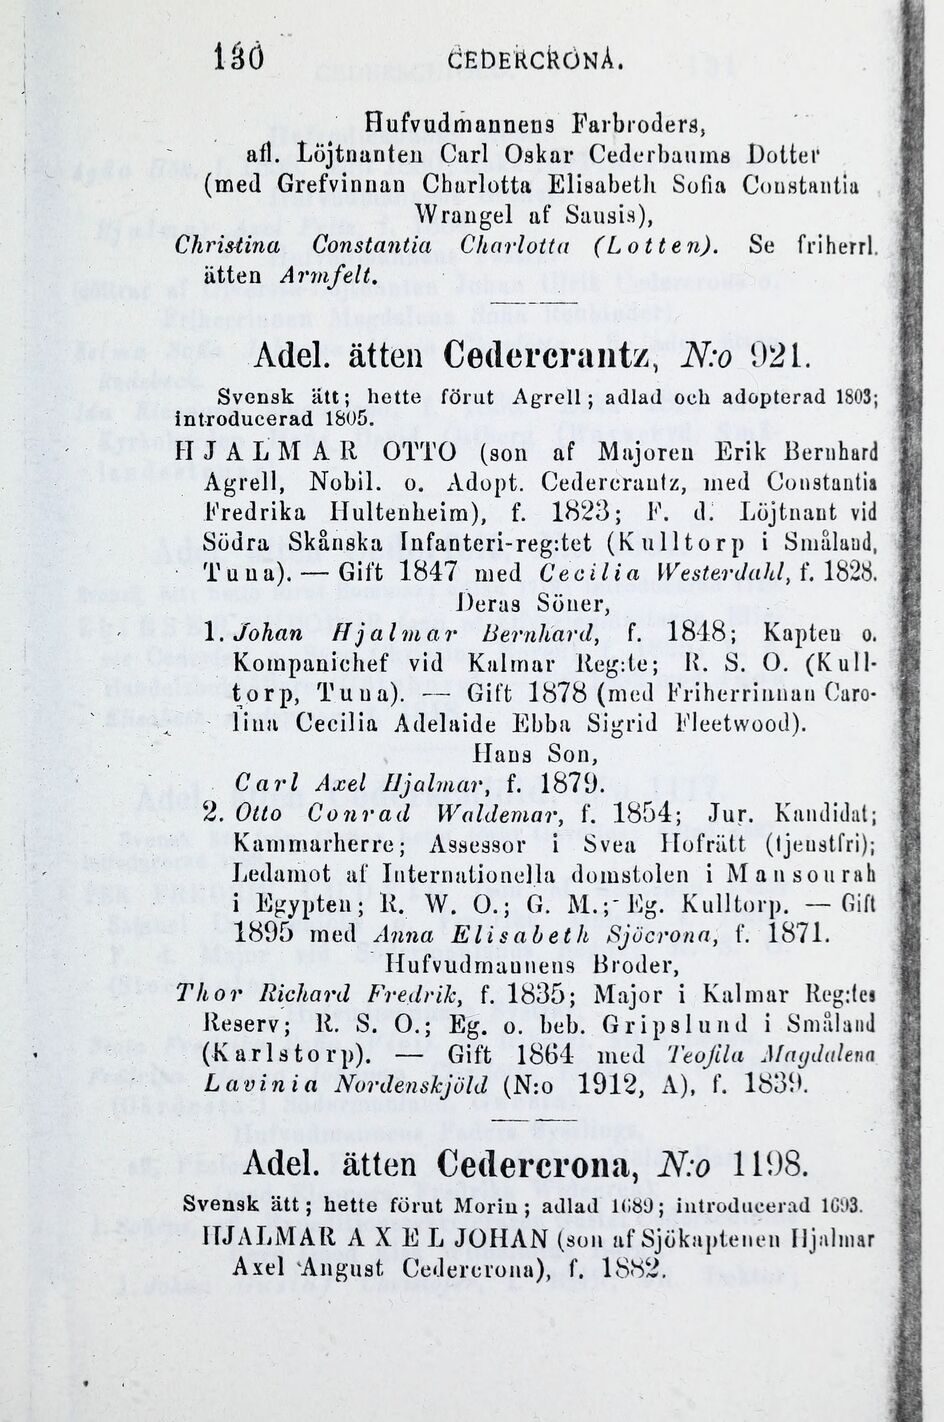 130 CEDERCRONA.
Hufvudmannens Farbroders,
afl. Löjtnanten Carl Oskar Cederbaums Dotter
(med Grefvinnan Charlotta Elisabeth Sofia Constantia
Wrangel af Sausis),
Christina Constantia Charlotta (Lotten). Se friherrl.
ätten Armfelt.
Adel. ätten Cedercrantz, N:o 921.
Svensk ätt; hette förut Agrell; adlad och adopterad 1803;
introducerad 1805.
HJALMAR OTTO (son af Majoren Erik Bernhard
Agrell, Nobil. o. Adopt. Cedercrantz, med Constantia
Fredrika Hultenheim), f. 1823; F. d. Löjtnant vid
Södra Skånska Infanteri-reg:tet (Kulltorp i Småland,
Tuna). — Gift 1847 med Cecilia Westerdahl, f. 1828.
Deras Söner,
1. Johan Hjalmar Bernhard, f. 1848; Kapten o.
Kompanichef vid Kalmar Reg:te; R. S. O. (Kull-
torp, Tuna). — Gift 1878 (med Friherrinnan Caro-
lina Cecilia Adelaide Ebba Sigrid Fleetwood).
Hans Son,
Carl Axel Hjalmar, f. 1879.
2. Otto Conrad Waldemar, f. 1854; Jur. Kandidat;
Kammarherre; Assessor i Svea Hofrätt (tjenstfri);
Ledamot af Internationella domstolen i Mansourah
i Egypten; R. W. O.; G. M.; Eg. Kulltorp. — Gift
1895 med Anna Elisabeth Sjöcrona, f. 1871.
Hufvudmannens Broder,
Thor Richard Fredrik, f. 1835; Major i Kalmar Reg:tes
Reserv; R. S. O.; Eg. o. beb. Gripslund i Småland
(Karlstorp). — Gift 1864 med Teofila Magdalena
Lavinia Nordenskjöld (N:o 1912, A), f. 1839.
Adel. ätten Cedercrona, N:o 1198.
Svensk ätt; hette förut Morin; adlad 1689; introducerad 1693.
HJALMAR AXEL JOHAN (son af Sjökaptenen Hjalmar
Axel August Cedercrona), f. 1882.